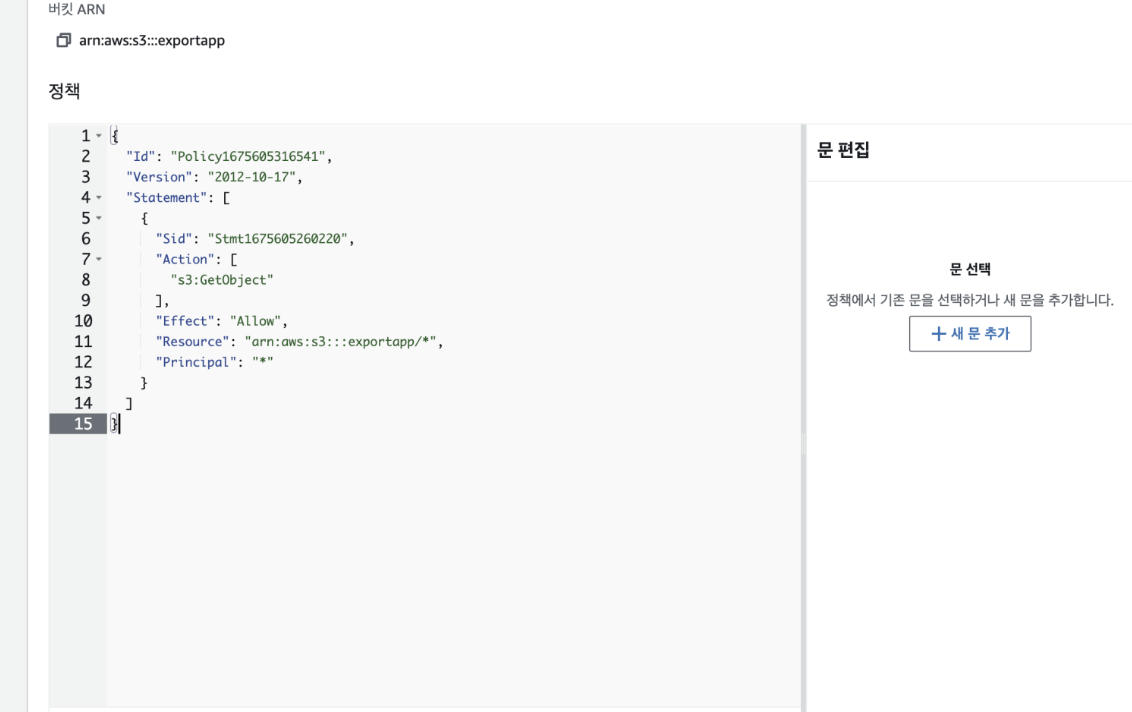 버킷 ARN
arn:aws:s3:::exportapp
정책
1 {
2 "Id": "Policy1675605316541",
3 "Version": "2012-10-17",
4 "Statement": [
5 {
6 "Sid": "Stmt1675605260220",
7 "Action": [
8 "s3:GetObject"
9 ],
10 "Effect": "Allow",
11 "Resource": "arn:aws:s3:::exportapp/*",
12 "Principal": "*"
13 }
14 ]
15 }
문 편집
문 선택
정책에서 기존 문을 선택하거나 새 문을 추가합니다.
+ 새 문 추가